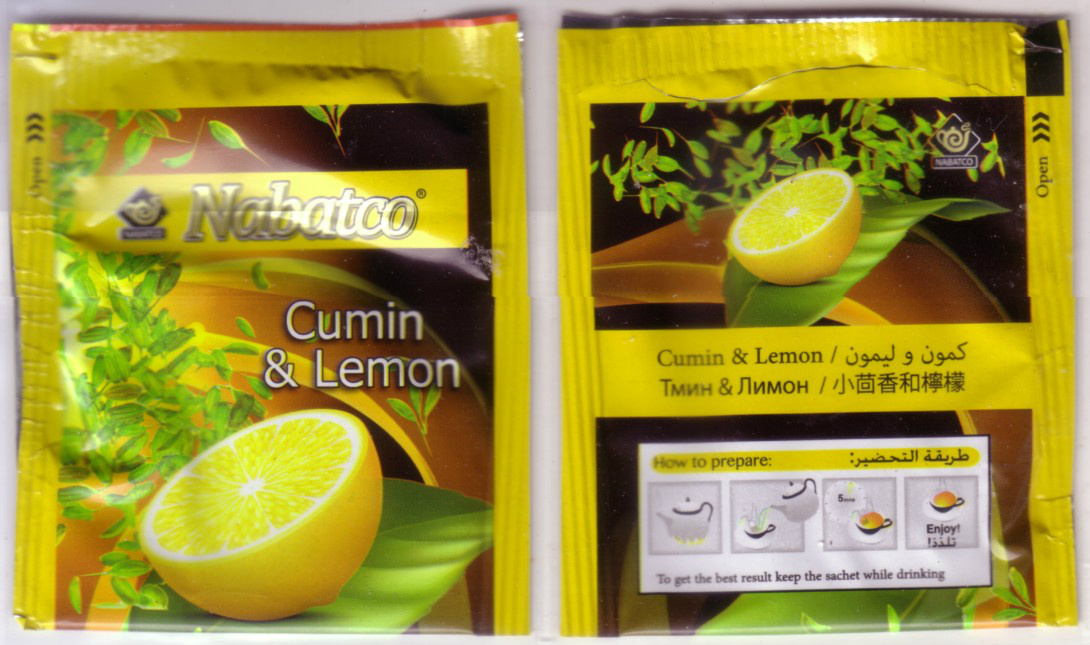 Open
Nabatco®
NABATCO
Cumin
& Lemon
NABATCO
Open
Cumin & Lemon / كمون و ليمون
Тмин & Лимон / 小茴香和檸檬
How to prepare: طريقة التحضير:
5
Enjoy!
تلذذ!
To get the best result keep the sachet while drinking